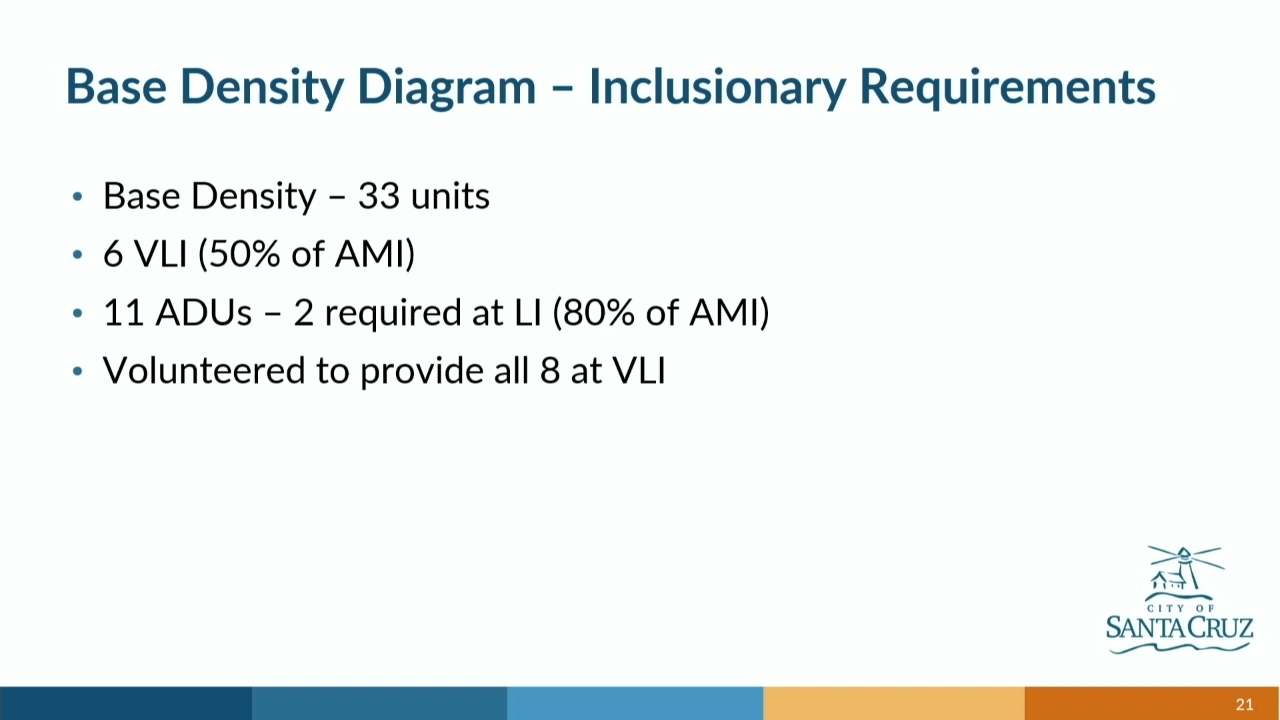 Base Density Diagram – Inclusionary Requirements
• Base Density – 33 units
• 6 VLI (50% of AMI)
• 11 ADUs – 2 required at LI (80% of AMI)
• Volunteered to provide all 8 at VLI
CITY OF
SANTA CRUZ
21